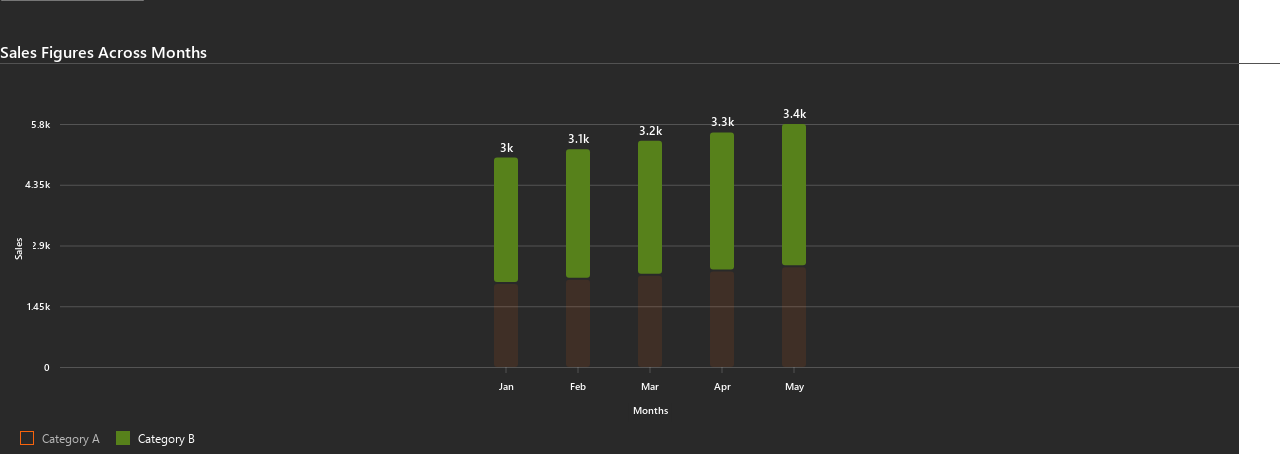 Sales Figures Across Months
3.4k
3.3k
3.2k
3.1k
3k
5.8k
4.35k
2.9k
1.45k
0
Sales
Jan Feb Mar Apr May
Months
Category A Category B